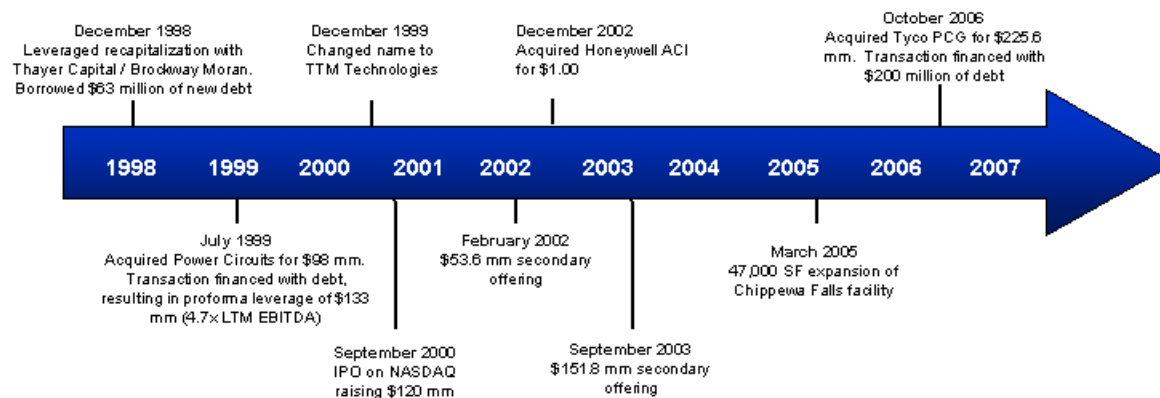 December 1998
Leveraged recapitalization with
Thayer Capital / Brockway Moran.
Borrowed $63 million of new debt
December 1999
Changed name to
TTM Technologies
December 2002
Acquired Honeywell ACI
for $1.00
October 2006
Acquired Tyco PCG for $225.6
mm. Transaction financed with
$200 million of debt
1998 1999 2000 2001 2002 2003 2004 2005 2006 2007
July 1999
Acquired Power Circuits for $98 mm.
Transaction financed with debt,
resulting in proforma leverage of $133
mm (4.7x LTM EBITDA)
September 2000
IPO on NASDAQ
raising $120 mm
February 2002
$53.6 mm secondary
offering
September 2003
$151.8 mm secondary
offering
March 2005
47,000 SF expansion of
Chippewa Falls facility